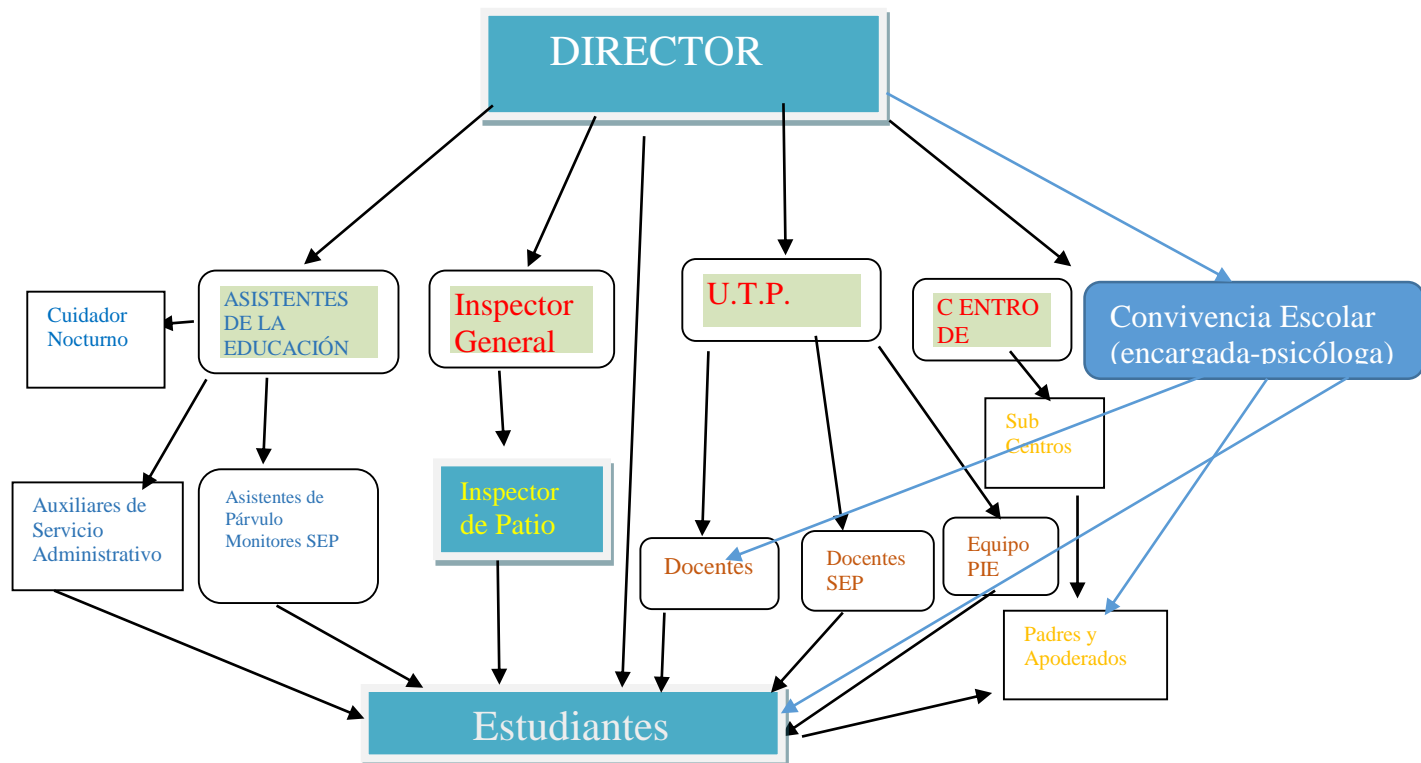 DIRECTOR
Cuidador
Nocturno
ASISTENTES
DE LA
EDUCACIÓN
Inspector
General
U.T.P.
C ENTRO
DE
Convivencia Escolar
(encargada-psicóloga)
Sub
Centros
Auxiliares de
Servicio
Administrativo
Asistentes de
Párvulo
Monitores SEP
Inspector
de Patio
Docentes
Docentes
SEP
Equipo
PIE
Padres y
Apoderados
Estudiantes